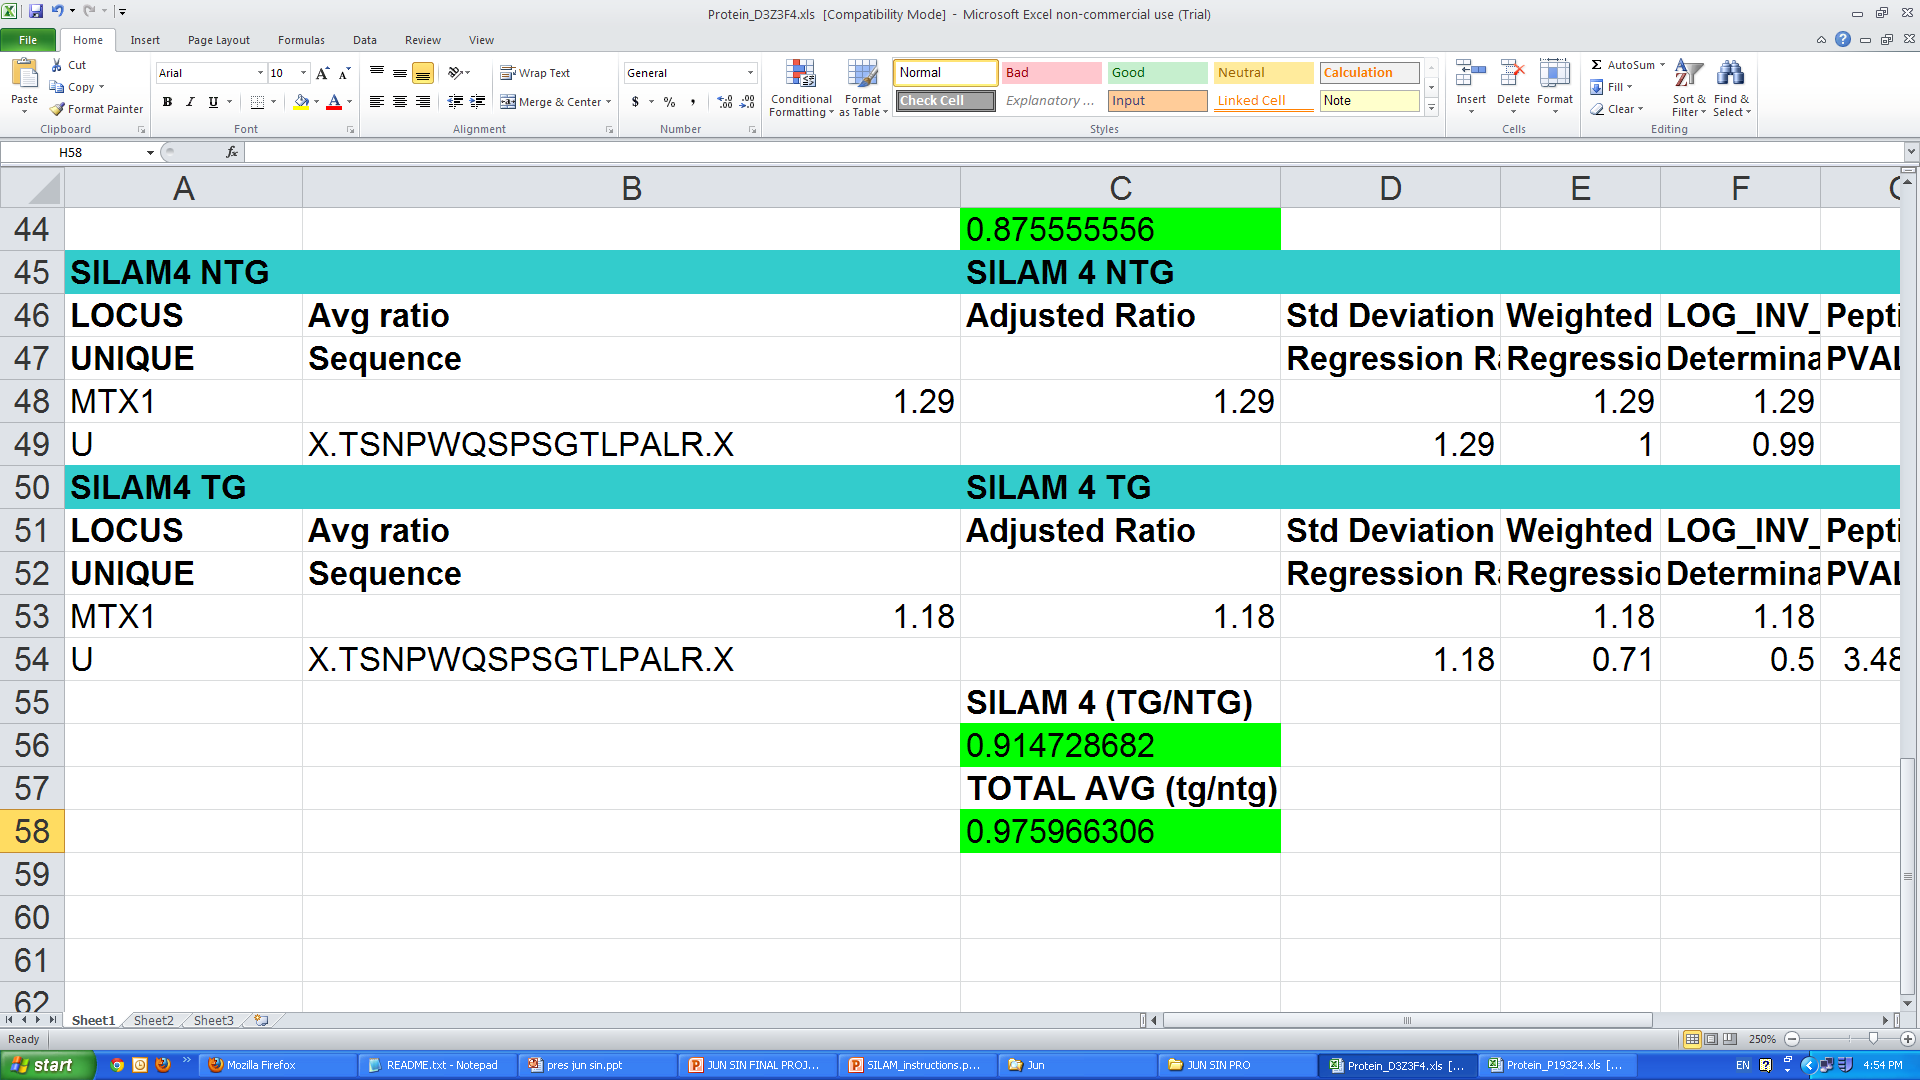 Protein_D3Z3F4.xls [Compatibility Mode] - Microsoft Excel non-commercial use (Trial)
File Home Insert Page Layout Formulas Data Review View
Paste Cut Copy Format Painter Clipboard
Arial 10 B I U Font
Wrap Text Merge & Center Alignment
General $ % , Number
Conditional Formatting Format as Table
Normal Bad Good Neutral Calculation
Check Cell Explanatory ... Input Linked Cell Note
Styles
Insert Delete Format Cells
AutoSum Fill Clear Sort & Filter Find & Select Editing
H58 fx
A B C D E F
44 0.875555556
45 SILAM4 NTG SILAM 4 NTG
46 LOCUS Avg ratio Adjusted Ratio Std Deviation Weighted LOG_INV_ Pepti
47 UNIQUE Sequence Regression Ra Regressio Determina PVAL
48 MTX1 1.29 1.29 1.29 1.29
49 U X.TSNPWQSPSGTLPALR.X 1.29 1 0.99
50 SILAM4 TG SILAM 4 TG
51 LOCUS Avg ratio Adjusted Ratio Std Deviation Weighted LOG_INV_ Pepti
52 UNIQUE Sequence Regression Ra Regressio Determina PVAL
53 MTX1 1.18 1.18 1.18 1.18
54 U X.TSNPWQSPSGTLPALR.X 1.18 0.71 0.5 3.48
55 SILAM 4 (TG/NTG)
56 0.914728682
57 TOTAL AVG (tg/ntg)
58 0.975966306
59
60
61
62
Sheet1 Sheet2 Sheet3
Ready 250%
start Mozilla Firefox README.txt - Notepad pres jun sin.ppt JUN SIN FINAL PROJ... SILAM_instructions.p... Jun JUN SIN PRO Protein_D3Z3F4.xls [... Protein_P19324.xls [... EN 4:54 PM